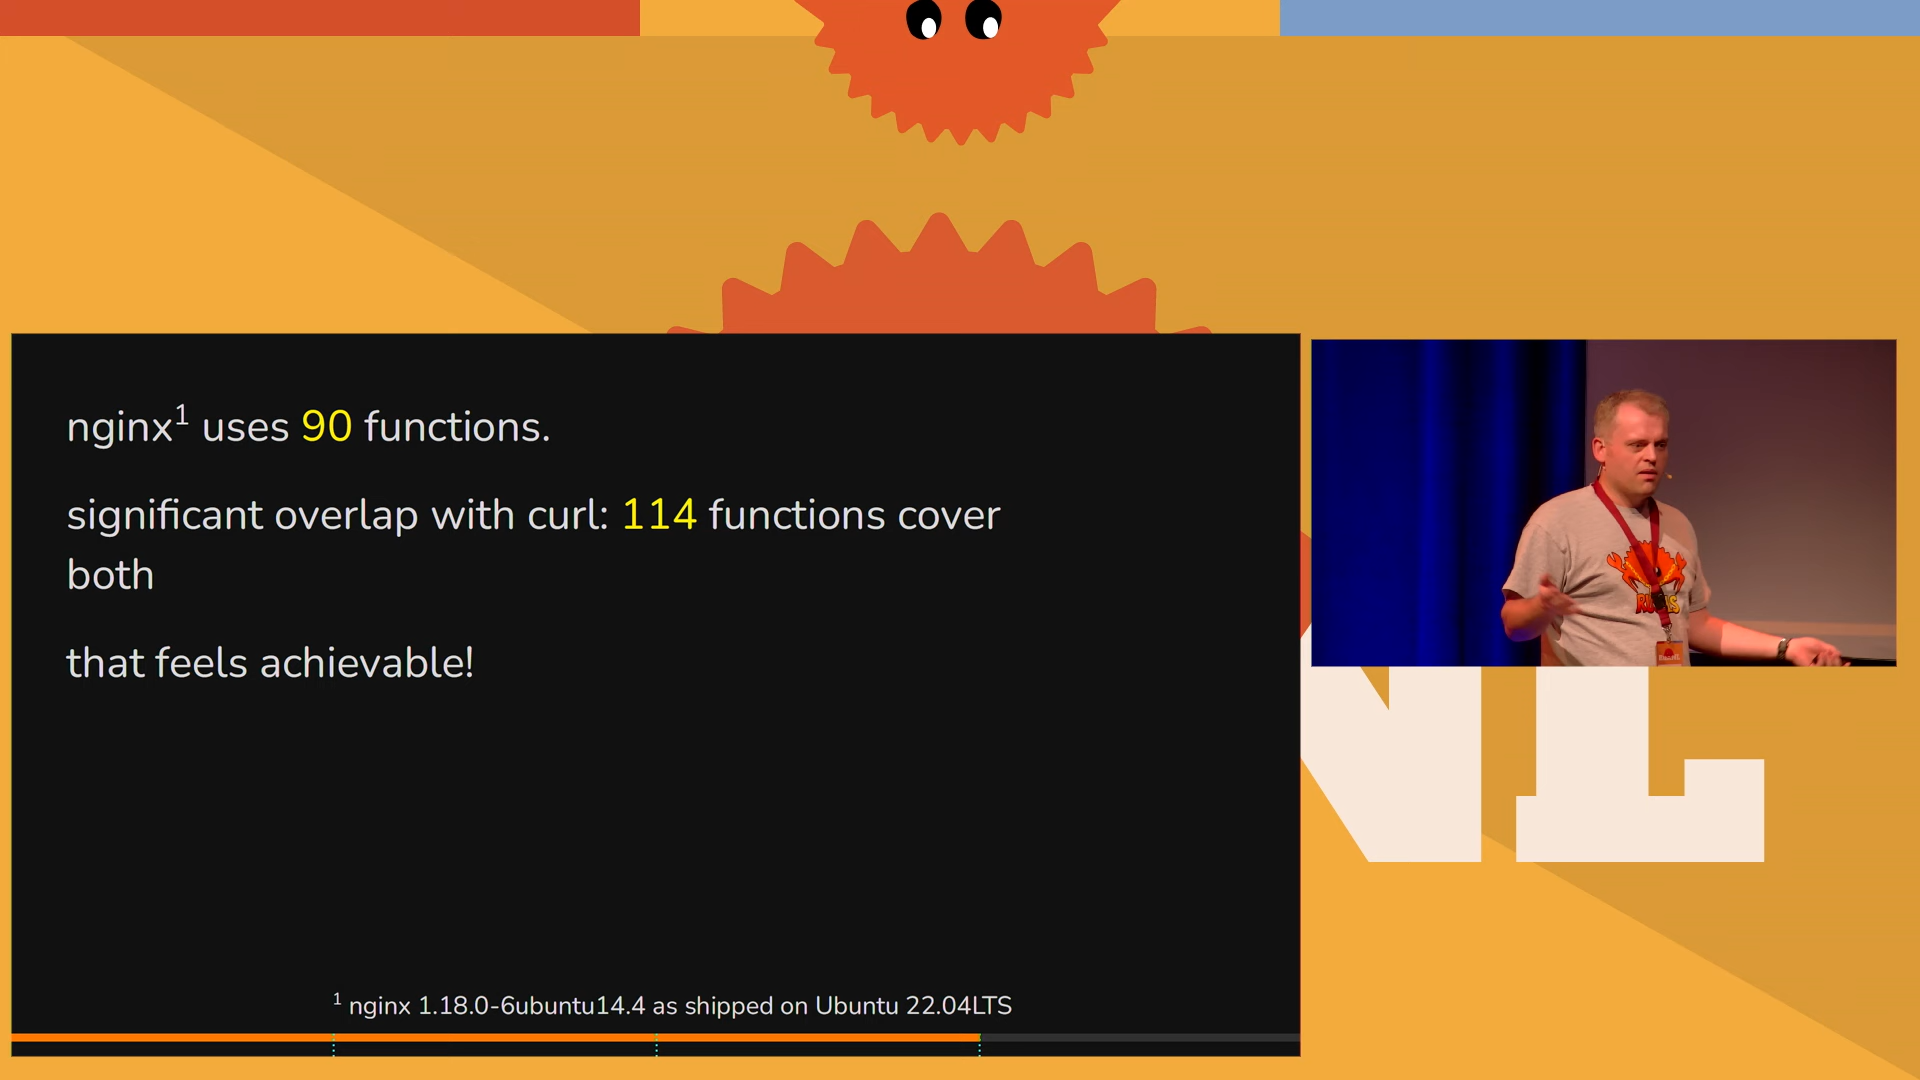 nginx¹ uses 90 functions.
significant overlap with curl: 114 functions cover
both
that feels achievable!
¹ nginx 1.18.0-6ubuntu14.4 as shipped on Ubuntu 22.04LTS
NL